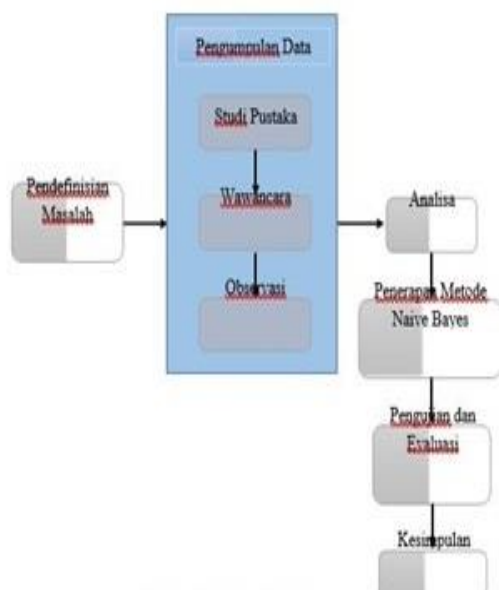 Pengumpulan Data
Studi Pustaka
Pendefinisian
Masalah
Wawancara
Analisa
Observasi
Penerapan Metode
Naive Bayes
Pengujian dan
Evaluasi
Kesimpulan